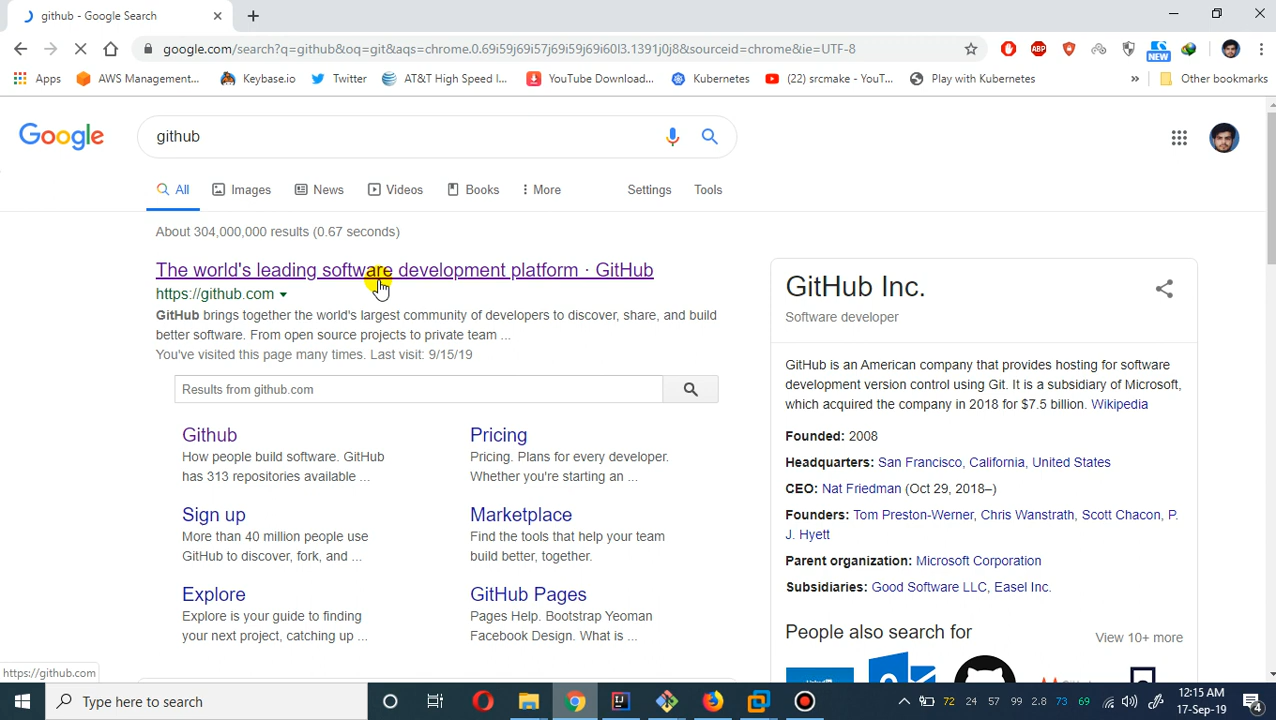 github - Google Search
google.com/search?q=github&oq=git&aqs=chrome.0.69i59j69i57j69i59j69i60l3.1391j0j8&sourceid=chrome&ie=UTF-8
ABP
NEW
Apps
AWS Management...
Keybase.io
Twitter
AT&T High Speed I...
YouTube Download...
Kubernetes
(22) srcmake - YouT...
Play with Kubernetes
»
Other bookmarks
Google
github
All
Images
News
Videos
Books
More
Settings
Tools
About 304,000,000 results (0.67 seconds)
The world's leading software development platform · GitHub
https://github.com
GitHub brings together the world's largest community of developers to discover, share, and build
better software. From open source projects to private team ...
You've visited this page many times. Last visit: 9/15/19
Results from github.com
Github
How people build software. GitHub
has 313 repositories available ...
Pricing
Pricing. Plans for every developer.
Whether you're starting an ...
Sign up
More than 40 million people use
GitHub to discover, fork, and ...
Marketplace
Find the tools that help your team
build better, together.
Explore
Explore is your guide to finding
your next project, catching up ...
GitHub Pages
Pages Help. Bootstrap Yeoman
Facebook Design. What is ...
GitHub Inc.
Software developer
GitHub is an American company that provides hosting for software
development version control using Git. It is a subsidiary of Microsoft,
which acquired the company in 2018 for $7.5 billion. Wikipedia
Founded: 2008
Headquarters: San Francisco, California, United States
CEO: Nat Friedman (Oct 29, 2018–)
Founders: Tom Preston-Werner, Chris Wanstrath, Scott Chacon, P.
J. Hyett
Parent organization: Microsoft Corporation
Subsidiaries: Good Software LLC, Easel Inc.
People also search for
View 10+ more
https://github.com
Type here to search
72 24 57 99 2.8 73 69
12:15 AM
17-Sep-19
4